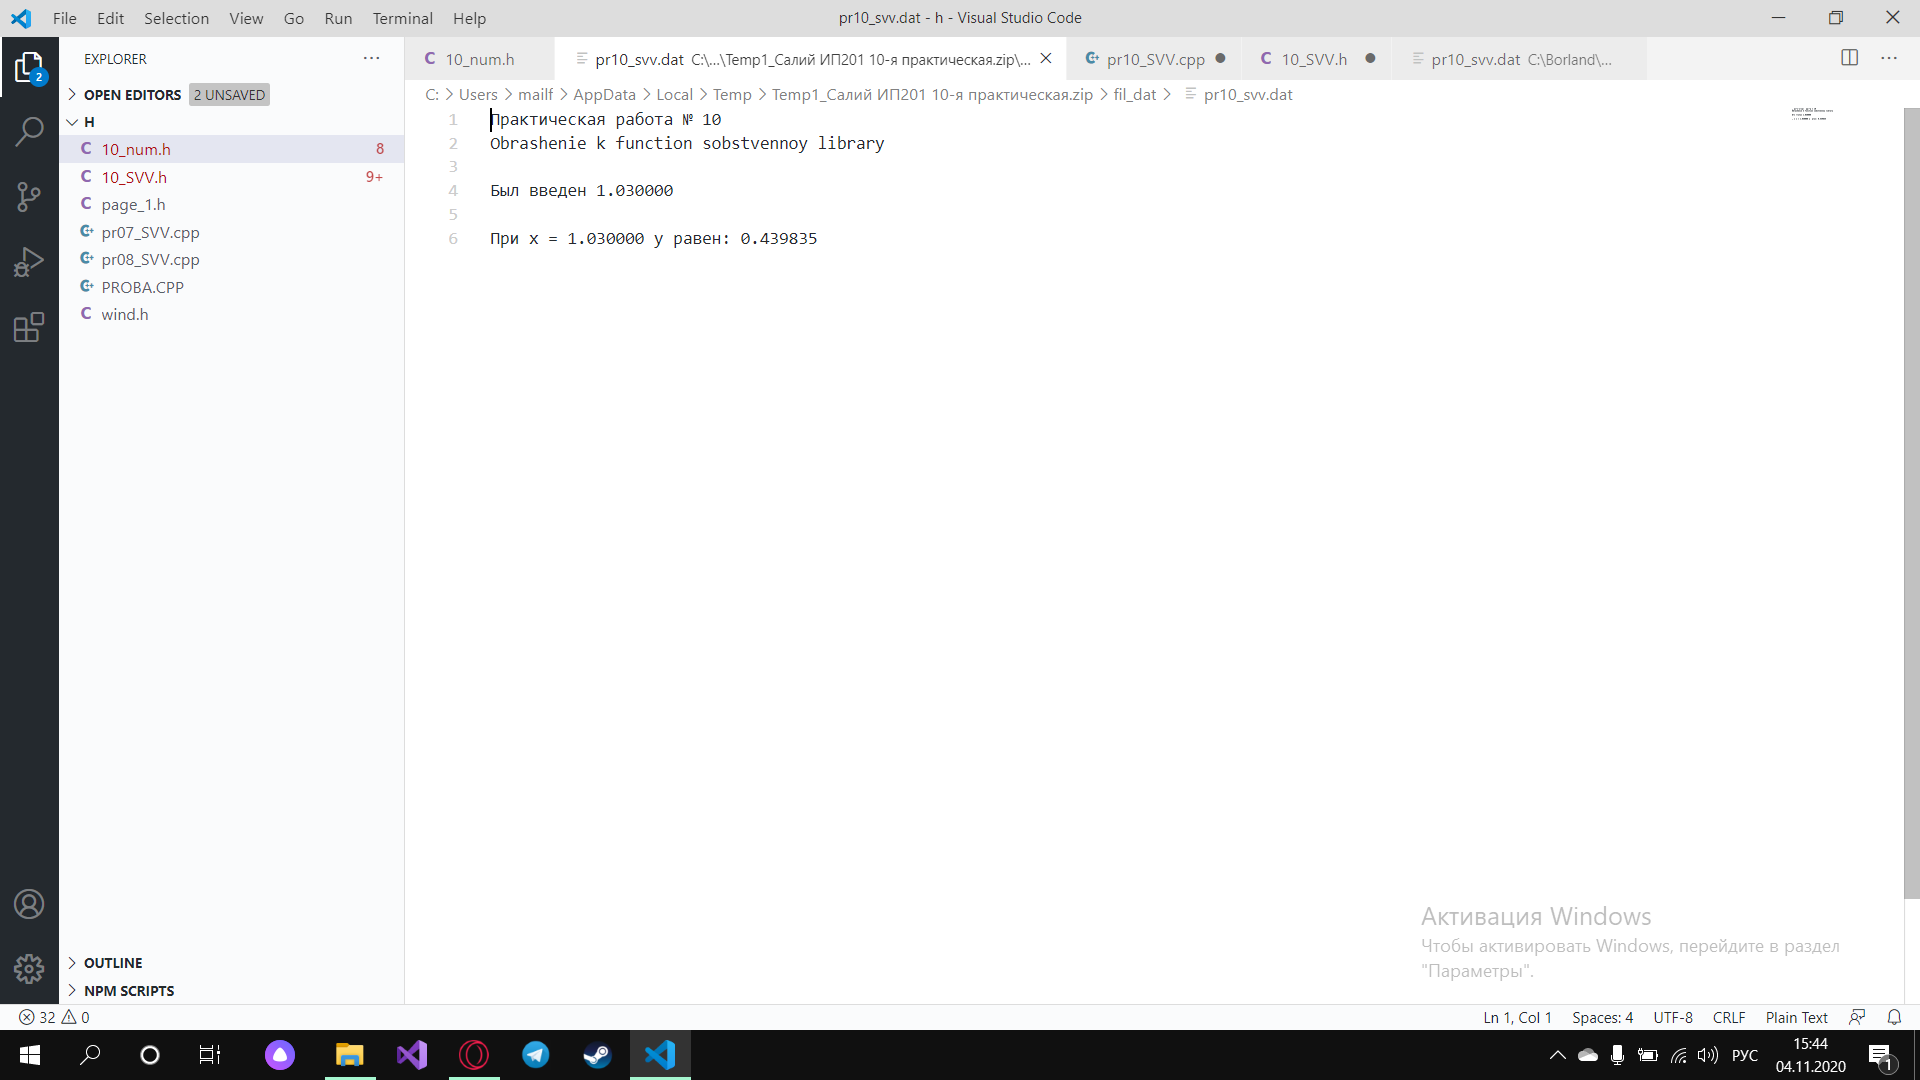 File Edit Selection View Go Run Terminal Help
pr10_svv.dat - h - Visual Studio Code
EXPLORER
10_num.h
pr10_svv.dat C:\...\Temp1_Салий ИП201 10-я практическая.zip\...
pr10_SVV.cpp
10_SVV.h
pr10_svv.dat C:\Borland\...
OPEN EDITORS 2 UNSAVED
C: > Users > mailf > AppData > Local > Temp > Temp1_Салий ИП201 10-я практическая.zip > fil_dat > pr10_svv.dat
H
10_num.h 8
10_SVV.h 9+
page_1.h
pr07_SVV.cpp
pr08_SVV.cpp
PROBA.CPP
wind.h
1 Практическая работа № 10
2 Obrashenie k function sobstvennoy library
3
4 Был введен 1.030000
5
6 При x = 1.030000 y равен: 0.439835
2
Активация Windows
Чтобы активировать Windows, перейдите в раздел
"Параметры".
OUTLINE
NPM SCRIPTS
32 0
Ln 1, Col 1 Spaces: 4 UTF-8 CRLF Plain Text
РУС
15:44
04.11.2020
1